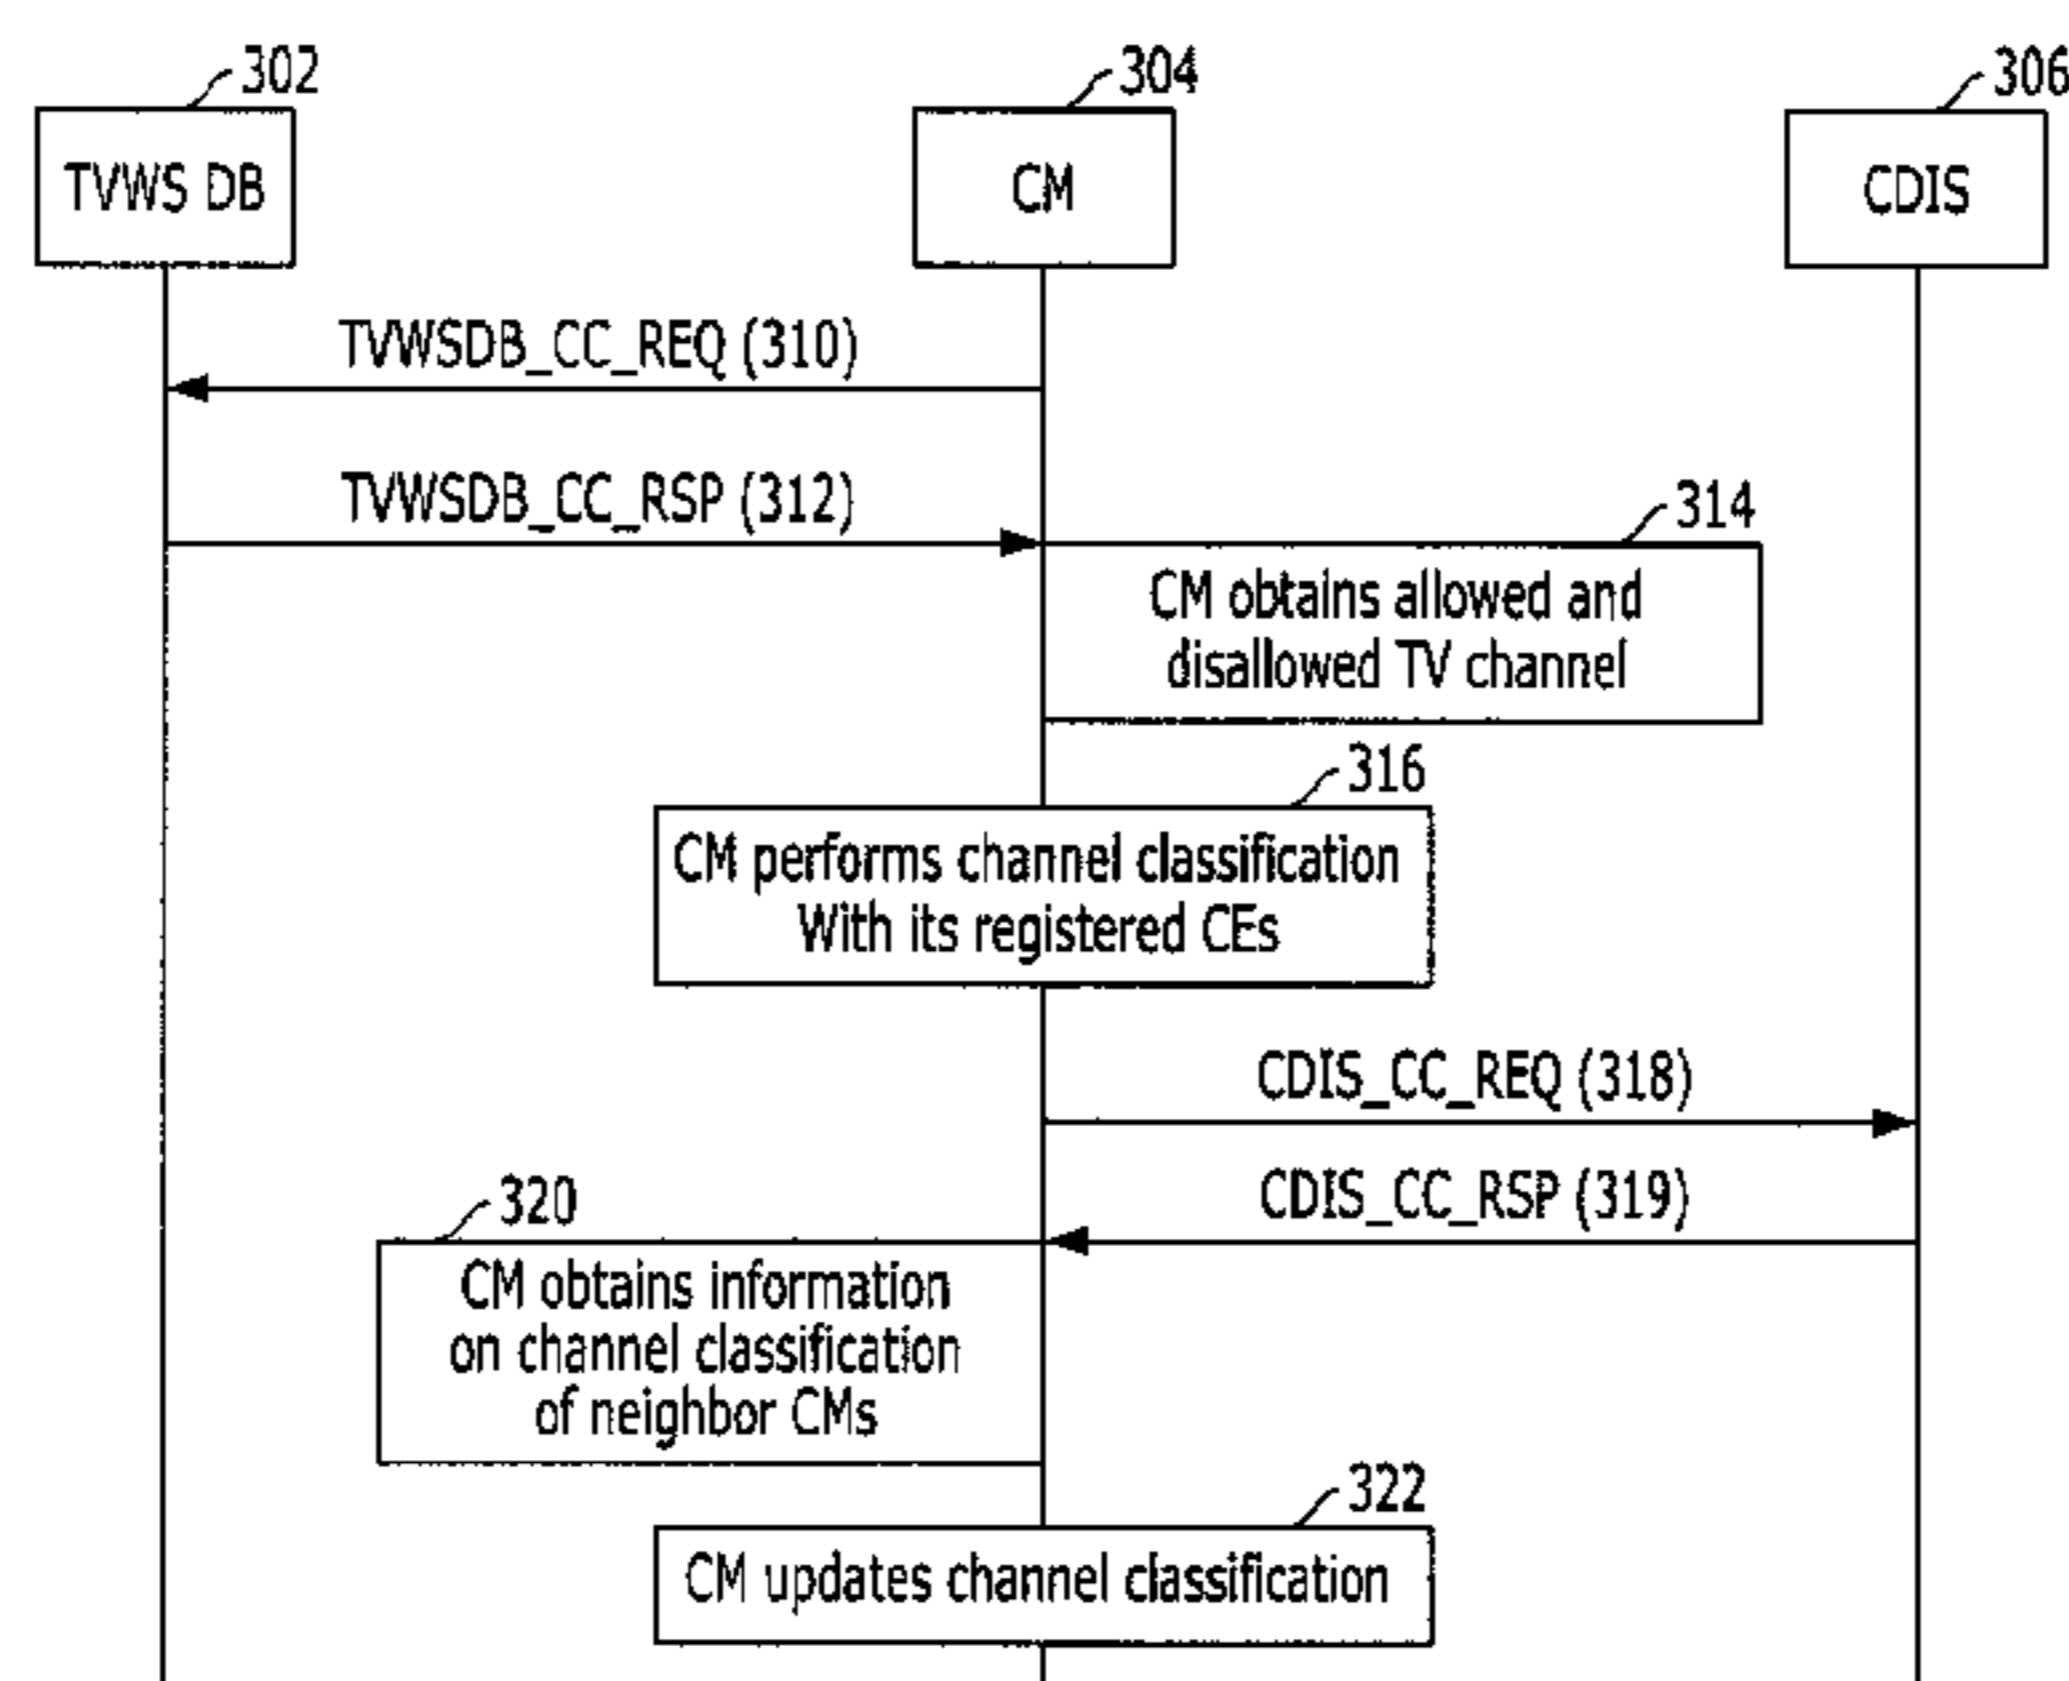 302
304
306
TVWS DB
CM
CDIS
TVWSDB_CC_REQ (310)
TVWSDB_CC_RSP (312)
314
CM obtains allowed and
disallowed TV channel
316
CM performs channel classification
With its registered CEs
CDIS_CC_REQ (318)
CDIS_CC_RSP (319)
320
CM obtains information
on channel classification
of neighbor CMs
322
CM updates channel classification